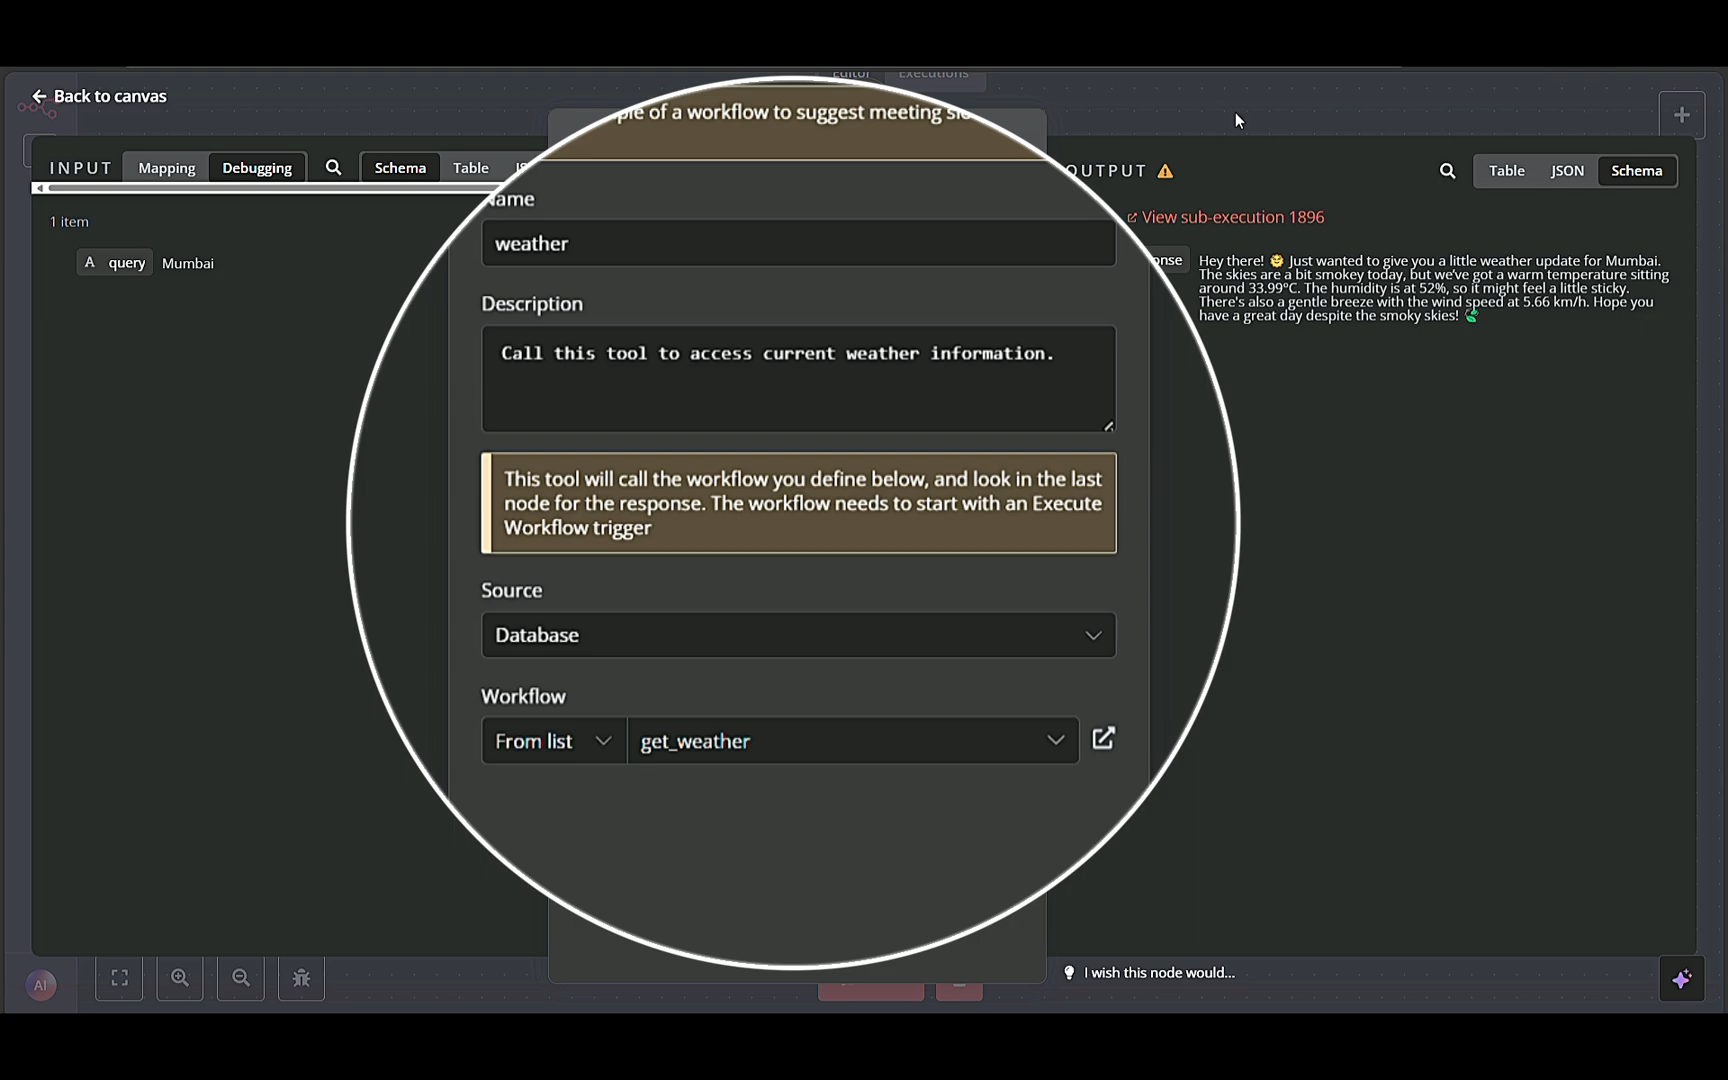 Editor Executions
Back to canvas
of a workflow to suggest meeting
INPUT Mapping Debugging Schema Table
OUTPUT Table JSON Schema
1 item
A query Mumbai
Name
weather
Description
Call this tool to access current weather information.
This tool will call the workflow you define below, and look in the last
node for the response. The workflow needs to start with an Execute
Workflow trigger
Source
Database
Workflow
From list get_weather
View sub-execution 1896
onse
Hey there! 🌞 Just wanted to give you a little weather update for Mumbai.
The skies are a bit smokey today, but we've got a warm temperature sitting
around 33.99°C. The humidity is at 52%, so it might feel a little sticky.
There's also a gentle breeze with the wind speed at 5.66 km/h. Hope you
have a great day despite the smoky skies! 🍃
AI
I wish this node would...